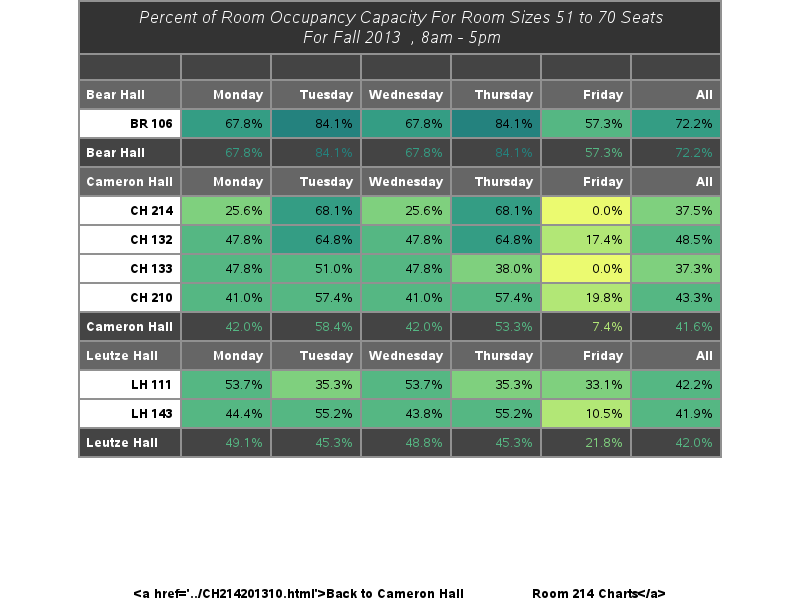 Percent of Room Occupancy Capacity For Room Sizes 51 to 70 Seats
For Fall 2013 , 8am - 5pm
Bear Hall Monday Tuesday Wednesday Thursday Friday All
BR 106 67.8% 84.1% 67.8% 84.1% 57.3% 72.2%
Bear Hall 67.8% 84.1% 67.8% 84.1% 57.3% 72.2%
Cameron Hall Monday Tuesday Wednesday Thursday Friday All
CH 214 25.6% 68.1% 25.6% 68.1% 0.0% 37.5%
CH 132 47.8% 64.8% 47.8% 64.8% 17.4% 48.5%
CH 133 47.8% 51.0% 47.8% 38.0% 0.0% 37.3%
CH 210 41.0% 57.4% 41.0% 57.4% 19.8% 43.3%
Cameron Hall 42.0% 58.4% 42.0% 53.3% 7.4% 41.6%
Leutze Hall Monday Tuesday Wednesday Thursday Friday All
LH 111 53.7% 35.3% 53.7% 35.3% 33.1% 42.2%
LH 143 44.4% 55.2% 43.8% 55.2% 10.5% 41.9%
Leutze Hall 49.1% 45.3% 48.8% 45.3% 21.8% 42.0%
<a href='../CH214201310.html'>Back to Cameron Hall Room 214 Charts</a>